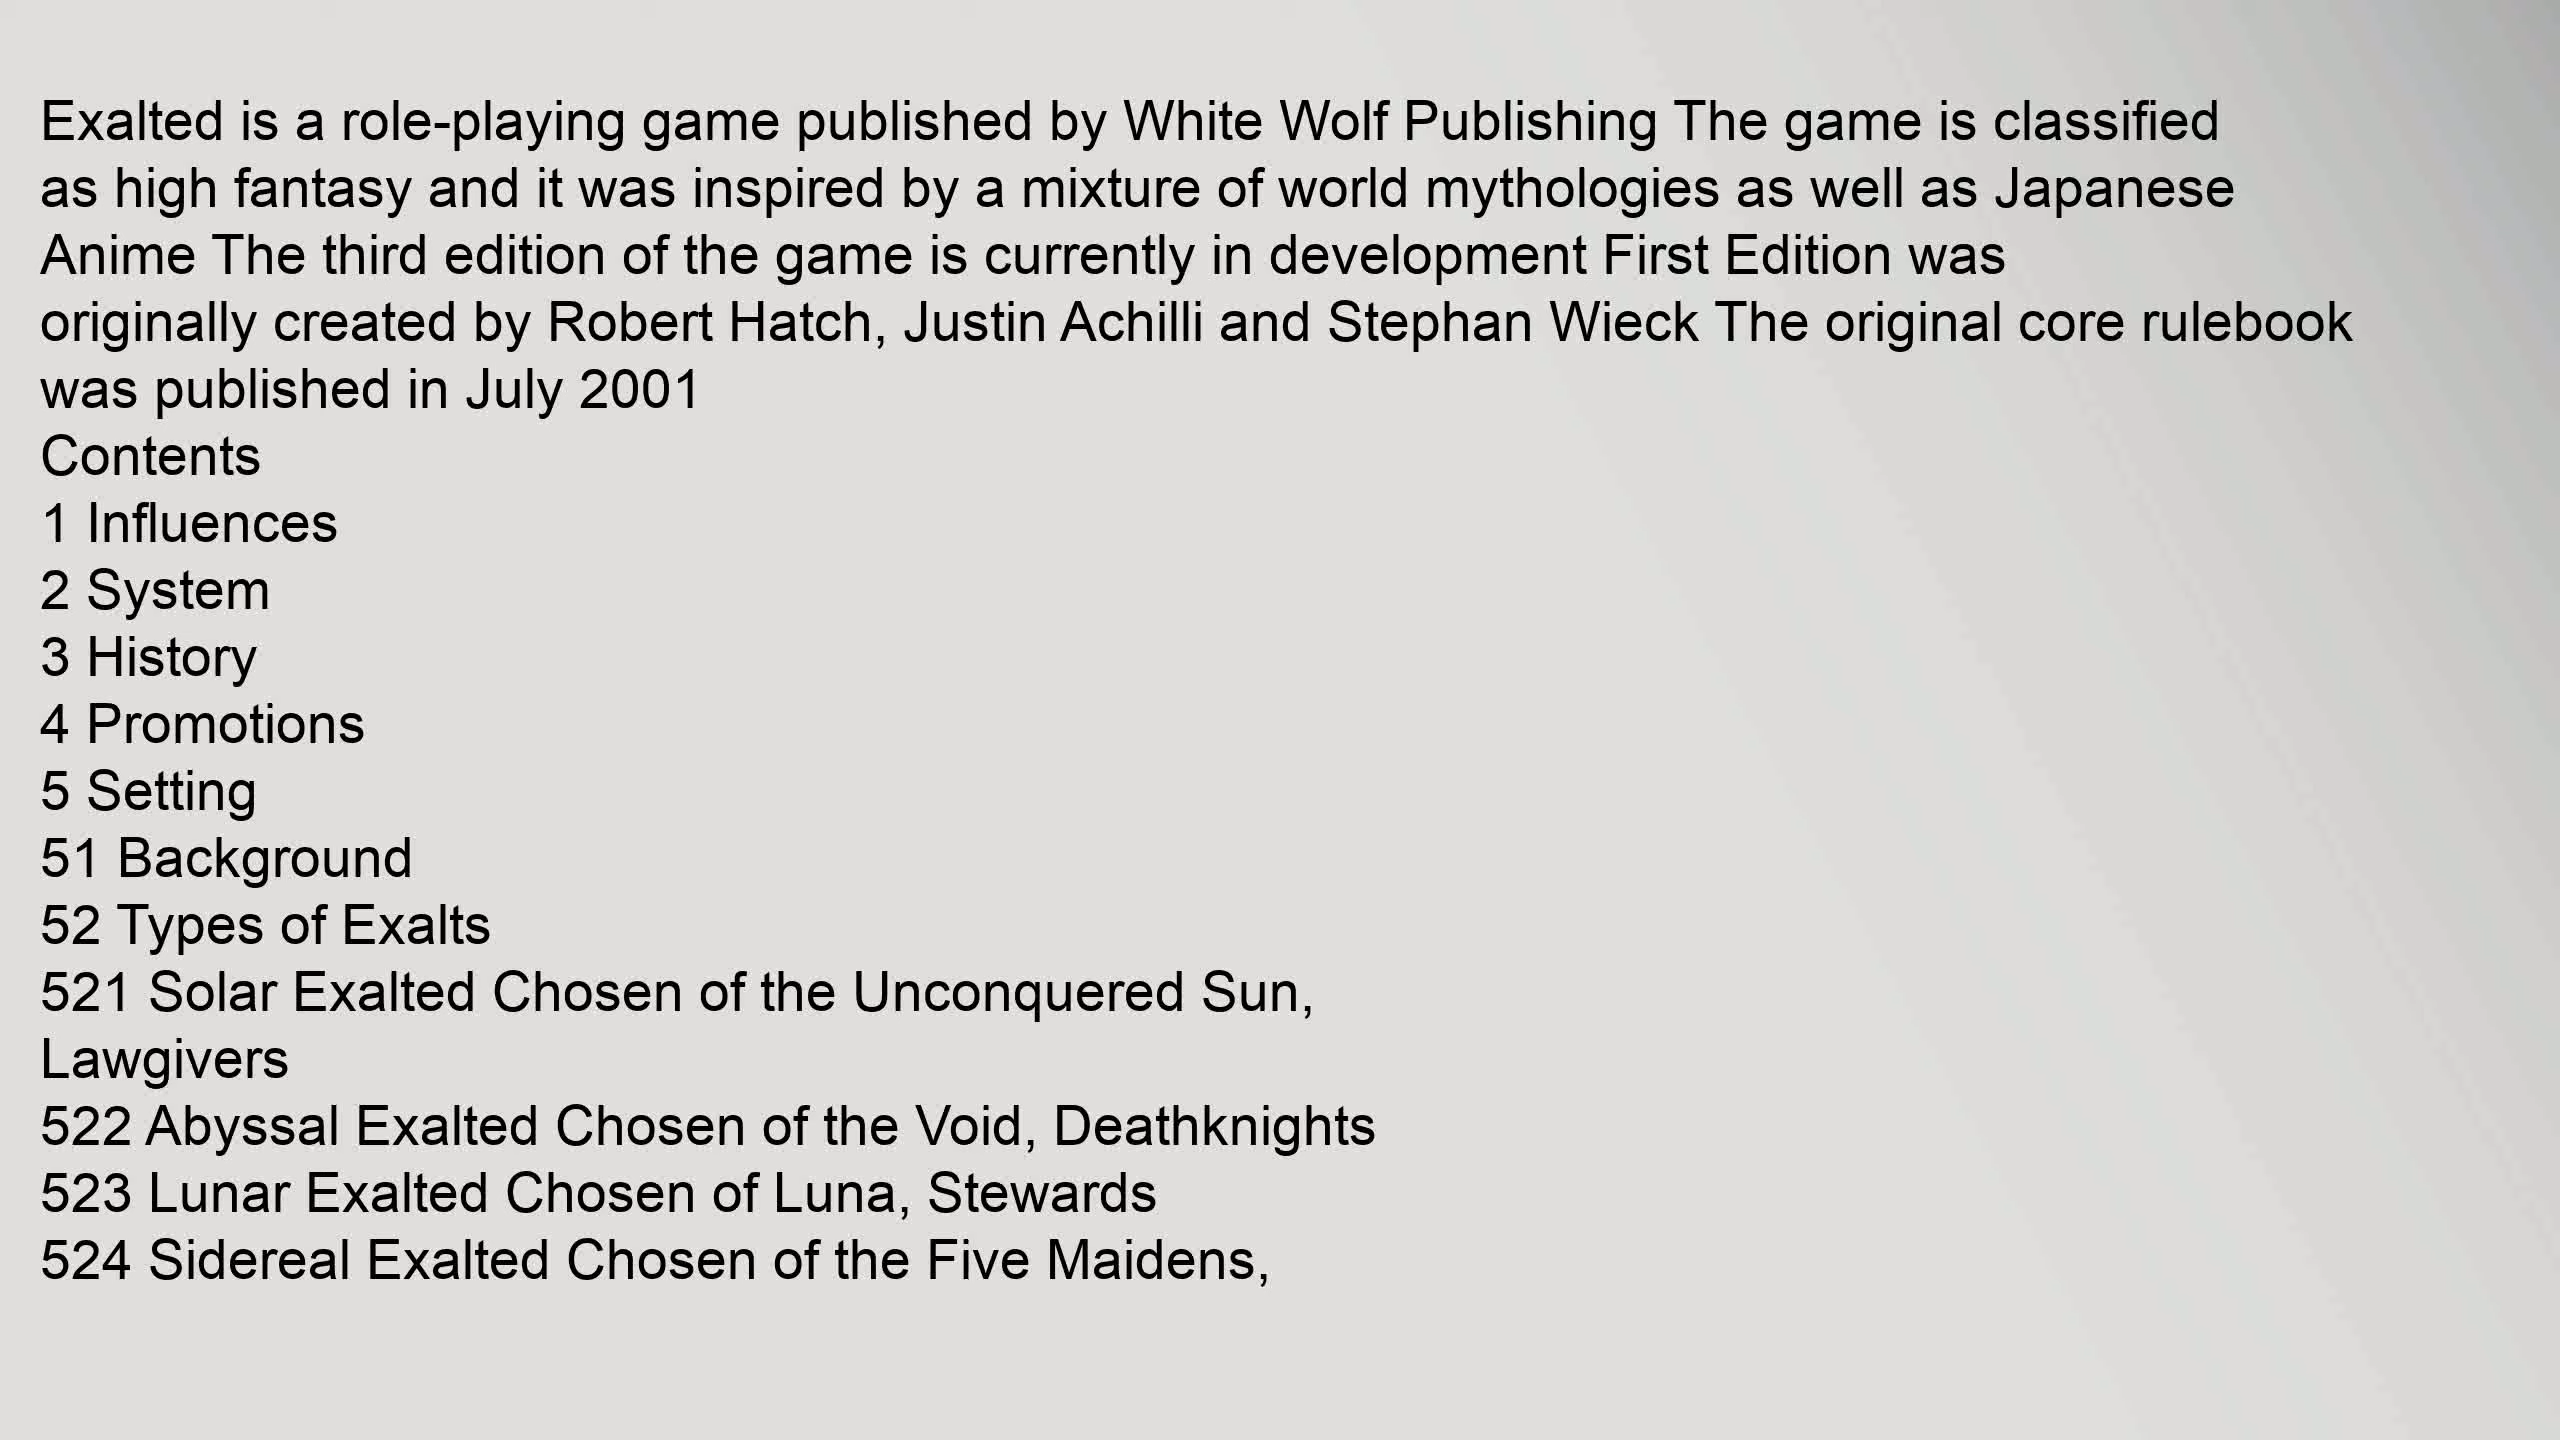 Exalted is a role-playing game published by White Wolf Publishing The game is classified
as high fantasy and it was inspired by a mixture of world mythologies as well as Japanese
Anime The third edition of the game is currently in development First Edition was
originally created by Robert Hatch, Justin Achilli and Stephan Wieck The original core rulebook
was published in July 2001
Contents
1 Influences
2 System
3 History
4 Promotions
5 Setting
51 Background
52 Types of Exalts
521 Solar Exalted Chosen of the Unconquered Sun,
Lawgivers
522 Abyssal Exalted Chosen of the Void, Deathknights
523 Lunar Exalted Chosen of Luna, Stewards
524 Sidereal Exalted Chosen of the Five Maidens,